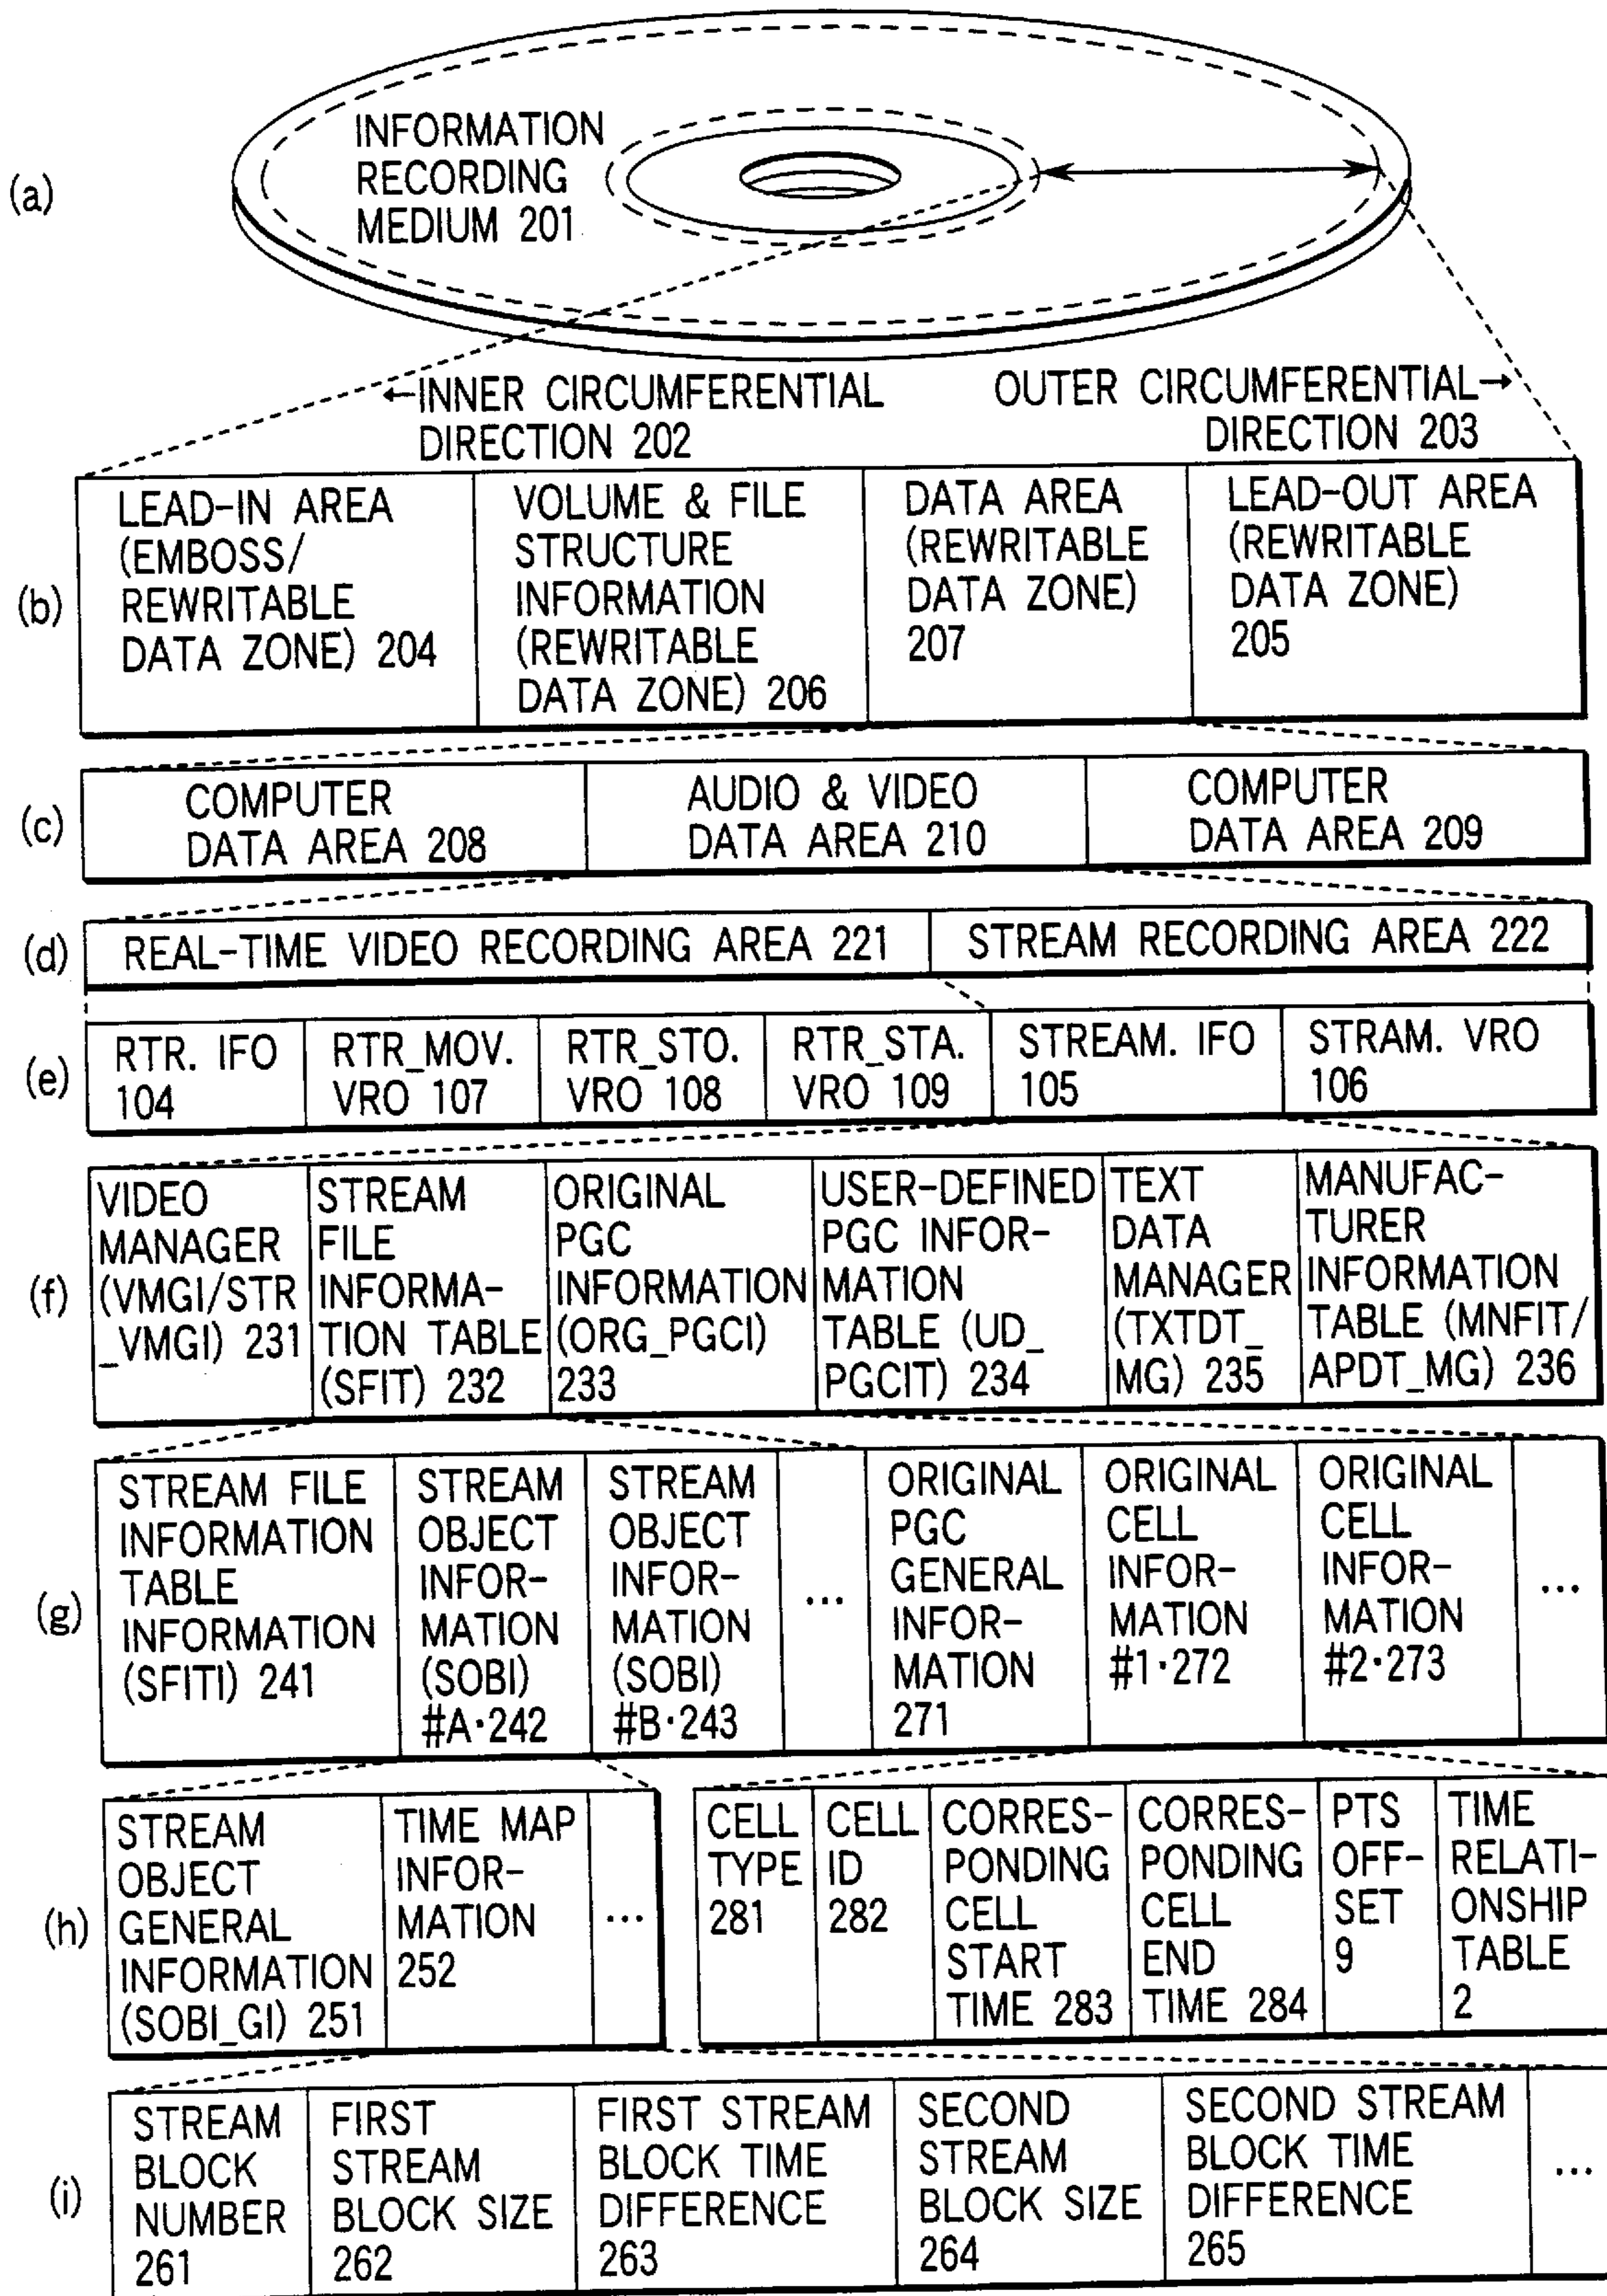 (a)
INFORMATION
RECORDING
MEDIUM 201
←INNER CIRCUMFERENTIAL
DIRECTION 202
OUTER CIRCUMFERENTIAL→
DIRECTION 203
(b)
LEAD-IN AREA
(EMBOSS/
REWRITABLE
DATA ZONE) 204
VOLUME & FILE
STRUCTURE
INFORMATION
(REWRITABLE
DATA ZONE) 206
DATA AREA
(REWRITABLE
DATA ZONE)
207
LEAD-OUT AREA
(REWRITABLE
DATA ZONE)
205
(c)
COMPUTER
DATA AREA 208
AUDIO & VIDEO
DATA AREA 210
COMPUTER
DATA AREA 209
(d)
REAL-TIME VIDEO RECORDING AREA 221
STREAM RECORDING AREA 222
(e)
RTR. IFO
104
RTR_MOV.
VRO 107
RTR_STO.
VRO 108
RTR_STA.
VRO 109
STREAM. IFO
105
STRAM. VRO
106
(f)
VIDEO
MANAGER
(VMGI/STR
_VMGI) 231
STREAM
FILE
INFORMA-
TION TABLE
(SFIT) 232
ORIGINAL
PGC
INFORMATION
(ORG_PGCI)
233
USER-DEFINED
PGC INFOR-
MATION
TABLE (UD_
PGCIT) 234
TEXT
DATA
MANAGER
(TXTDT_
MG) 235
MANUFAC-
TURER
INFORMATION
TABLE (MNFIT/
APDT_MG) 236
(g)
STREAM FILE
INFORMATION
TABLE
INFORMATION
(SFITI) 241
STREAM
OBJECT
INFOR-
MATION
(SOBI)
#A·242
STREAM
OBJECT
INFOR-
MATION
(SOBI)
#B·243
...
ORIGINAL
PGC
GENERAL
INFOR-
MATION
271
ORIGINAL
CELL
INFOR-
MATION
#1·272
ORIGINAL
CELL
INFOR-
MATION
#2·273
...
(h)
STREAM
OBJECT
GENERAL
INFORMATION
(SOBI_GI) 251
TIME MAP
INFOR-
MATION
252
...
CELL
TYPE
281
CELL
ID
282
CORRES-
PONDING
CELL
START
TIME 283
CORRES-
PONDING
CELL
END
TIME 284
PTS
OFF-
SET
9
TIME
RELATI-
ONSHIP
TABLE
2
(i)
STREAM
BLOCK
NUMBER
261
FIRST
STREAM
BLOCK SIZE
262
FIRST STREAM
BLOCK TIME
DIFFERENCE
263
SECOND
STREAM
BLOCK SIZE
264
SECOND STREAM
BLOCK TIME
DIFFERENCE
265
...